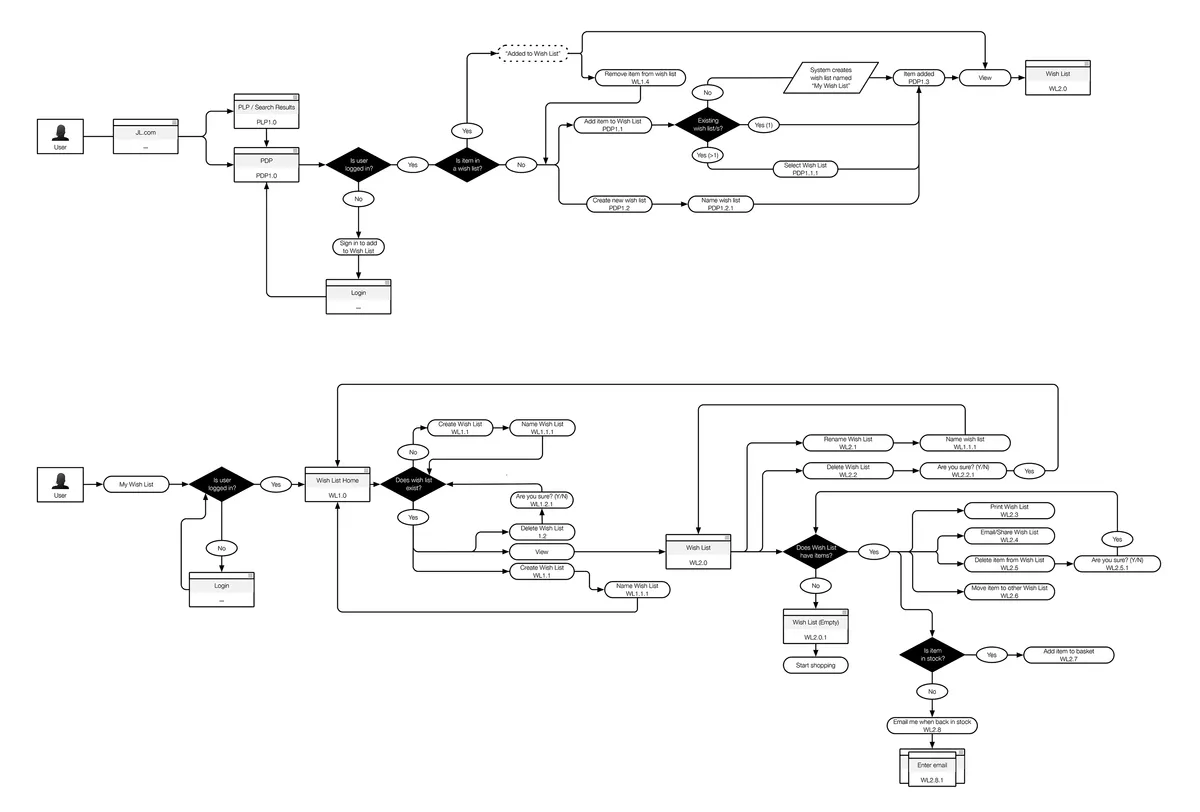 "Added to Wish List"
Remove item from wish list
WL1.4
System creates
wish list named
"My Wish List"
Item added
PDP1.3
View
Wish List
WL2.0
No
PLP / Search Results
PLP1.0
User
JL.com
...
Yes
Add item to Wish List
PDP1.1
Existing
wish list/s?
Yes (1)
Yes (>1)
PDP
PDP1.0
Is user
logged in?
Yes
Is item in
a wish list?
No
Select Wish List
PDP1.1.1
No
Create new wish list
PDP1.2
Name wish list
PDP1.2.1
Sign in to add
to Wish List
Login
...
Create Wish List
WL1.1
Name Wish List
WL1.1.1
No
Rename Wish List
WL2.1
Name wish list
WL1.1.1
Delete Wish List
WL2.2
Are you sure? (Y/N)
WL2.2.1
Yes
User
My Wish List
Is user
logged in?
Yes
Wish List Home
WL1.0
Does wish list
exist?
Are you sure? (Y/N)
WL1.2.1
Yes
Delete Wish List
1.2
View
Create Wish List
WL1.1
Name Wish List
WL1.1.1
No
Login
...
Wish List
WL2.0
Does Wish List
have items?
Yes
Print Wish List
WL2.3
Email/Share Wish List
WL2.4
Delete item from Wish List
WL2.5
Yes
Are you sure? (Y/N)
WL2.5.1
Move item to other Wish List
WL2.6
No
Wish List (Empty)
WL2.0.1
Start shopping
Is item
in stock?
Yes
Add item to basket
WL2.7
No
Email me when back in stock
WL2.8
Enter email
WL2.8.1